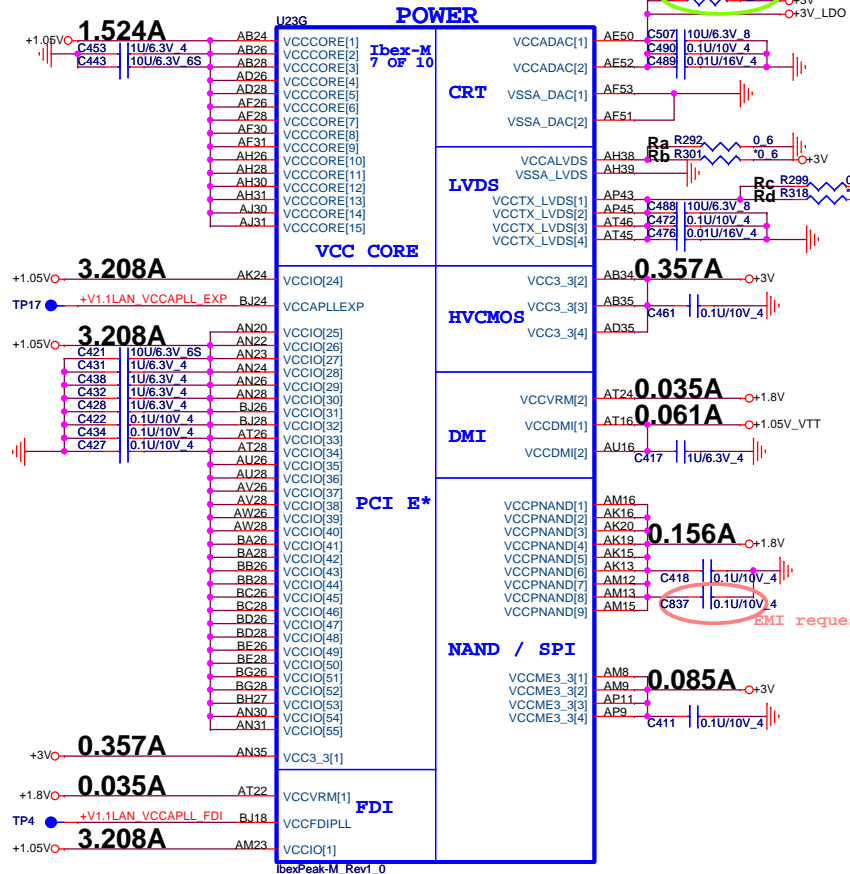 POWER
+3V
+3V_LDO
U23G
+1.05V 1.524A
C453 1U/6.3V_4
C443 10U/6.3V_6S
AB24 VCCCORE[1]
AB26 VCCCORE[2]
AB28 VCCCORE[3]
AD26 VCCCORE[4]
AD28 VCCCORE[5]
AF26 VCCCORE[6]
AF28 VCCCORE[7]
AF30 VCCCORE[8]
AF31 VCCCORE[9]
AH26 VCCCORE[10]
AH28 VCCCORE[11]
AH30 VCCCORE[12]
AH31 VCCCORE[13]
AJ30 VCCCORE[14]
AJ31 VCCCORE[15]
Ibex-M
7 OF 10
VCC CORE
+1.05V 3.208A AK24 VCCIO[24]
TP17 +V1.1LAN_VCCAPLL_EXP BJ24 VCCAPLLEXP
+1.05V 3.208A
C421 10U/6.3V_6S
C431 1U/6.3V_4
C438 1U/6.3V_4
C432 1U/6.3V_4
C428 1U/6.3V_4
C422 0.1U/10V_4
C434 0.1U/10V_4
C427 0.1U/10V_4
AN20 VCCIO[25]
AN22 VCCIO[26]
AN23 VCCIO[27]
AN24 VCCIO[28]
AN26 VCCIO[29]
AN28 VCCIO[30]
BJ26 VCCIO[31]
BJ28 VCCIO[32]
AT26 VCCIO[33]
AT28 VCCIO[34]
AU26 VCCIO[35]
AU28 VCCIO[36]
AV26 VCCIO[37]
AV28 VCCIO[38]
AW26 VCCIO[39]
AW28 VCCIO[40]
BA26 VCCIO[41]
BA28 VCCIO[42]
BB26 VCCIO[43]
BB28 VCCIO[44]
BC26 VCCIO[45]
BC28 VCCIO[46]
BD26 VCCIO[47]
BD28 VCCIO[48]
BE26 VCCIO[49]
BE28 VCCIO[50]
BG26 VCCIO[51]
BG28 VCCIO[52]
BH27 VCCIO[53]
AN30 VCCIO[54]
AN31 VCCIO[55]
PCI E*
+3V 0.357A AN35 VCC3_3[1]
+1.8V 0.035A AT22 VCCVRM[1]
TP4 +V1.1LAN_VCCAPLL_FDI BJ18 VCCFDIPLL
+1.05V 3.208A AM23 VCCIO[1]
FDI
IbexPeak-M_Rev1_0
CRT
VCCADAC[1] AE50
VCCADAC[2] AE52
VSSA_DAC[1] AF53
VSSA_DAC[2] AF51
C507 10U/6.3V_8
C490 0.1U/10V_4
C489 0.01U/16V_4
LVDS
VCCALVDS AH38
VSSA_LVDS AH39
Ra R292 0_6
Rb R301 *0_6 +3V
VCCTX_LVDS[1] AP43
VCCTX_LVDS[2] AP45
VCCTX_LVDS[3] AT46
VCCTX_LVDS[4] AT45
Rc R299 0
Rd R318 *
C488 10U/6.3V_8
C472 0.1U/10V_4
C476 0.01U/16V_4
HVCMOS
VCC3_3[2] AB34 0.357A +3V
VCC3_3[3] AB35
VCC3_3[4] AD35
C461 0.1U/10V_4
DMI
VCCVRM[2] AT24 0.035A +1.8V
VCCDMI[1] AT16 0.061A +1.05V_VTT
VCCDMI[2] AU16
C417 1U/6.3V_4
NAND / SPI
VCCPNAND[1] AM16
VCCPNAND[2] AK16
VCCPNAND[3] AK20
VCCPNAND[4] AK19 0.156A +1.8V
VCCPNAND[5] AK15
VCCPNAND[6] AK13
VCCPNAND[7] AM12
VCCPNAND[8] AM13
VCCPNAND[9] AM15
C418 0.1U/10V_4
C837 0.1U/10V_4
EMI reque
VCCME3_3[1] AM8
VCCME3_3[2] AM9 0.085A +3V
VCCME3_3[3] AP11
VCCME3_3[4] AP9
C411 0.1U/10V_4